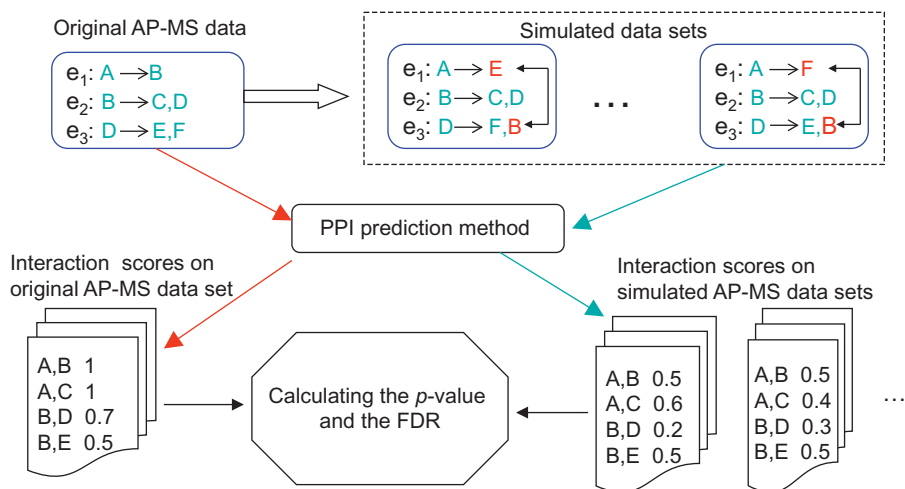 Original AP-MS data
e1: A → B
e2: B → C,D
e3: D → E,F
Simulated data sets
e1: A → E
e2: B → C,D
e3: D → F,B
...
e1: A → F
e2: B → C,D
e3: D → E,B
PPI prediction method
Interaction scores on
original AP-MS data set
A,B 1
A,C 1
B,D 0.7
B,E 0.5
Calculating the p-value
and the FDR
Interaction scores on
simulated AP-MS data sets
A,B 0.5
A,C 0.6
B,D 0.2
B,E 0.5
A,B 0.5
A,C 0.4
B,D 0.3
B,E 0.5
...